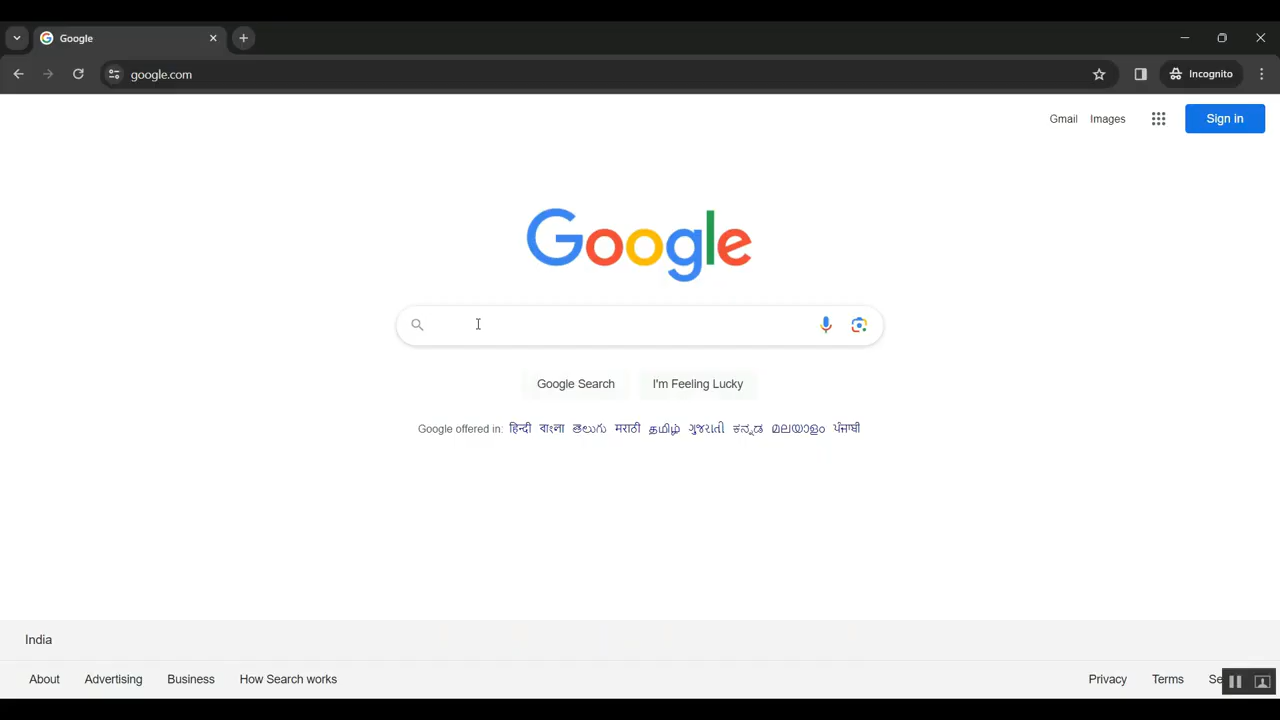 Google
google.com
Incognito
Gmail Images Sign in
Google
Google Search I'm Feeling Lucky
Google offered in: हिन्दी বাংলা తెలుగు मराठी தமிழ் ગુજરાતી ಕನ್ನಡ മലയാളം ਪੰਜਾਬੀ
India
About Advertising Business How Search works Privacy Terms